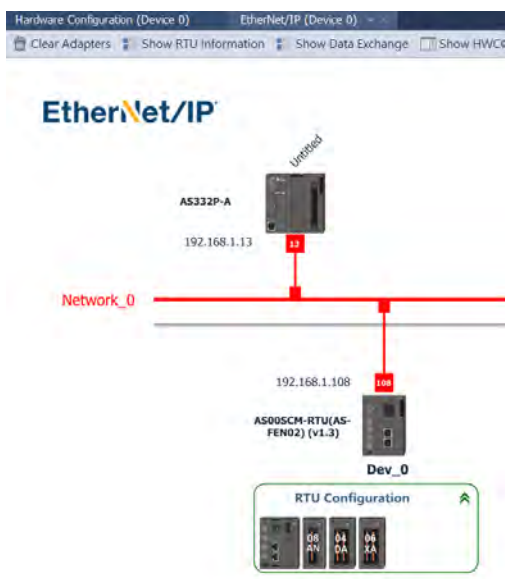 Hardware Configuration (Device 0) EtherNet/IP (Device 0)
Clear Adapters Show RTU Information Show Data Exchange Show HWCO
EtherNet/IP
Untitled
AS332P-A
192.168.1.13
13
Network_0
192.168.1.108
108
AS00SCM-RTU(AS-
FEN02) (v1.3)
Dev_0
RTU Configuration
08 04 06
AN DA XA